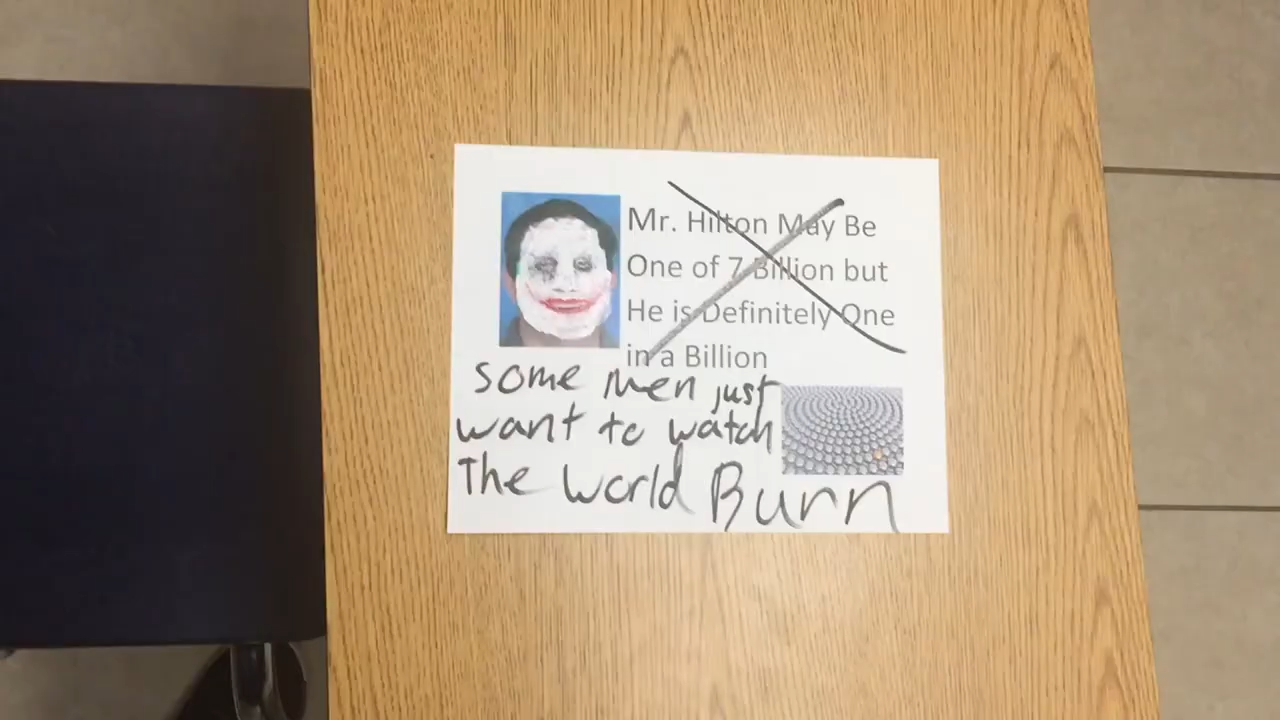 Mr. Hilton May Be
One of 7 Billion but
He is Definitely One
in a Billion
some men just
want to watch
The World Burn